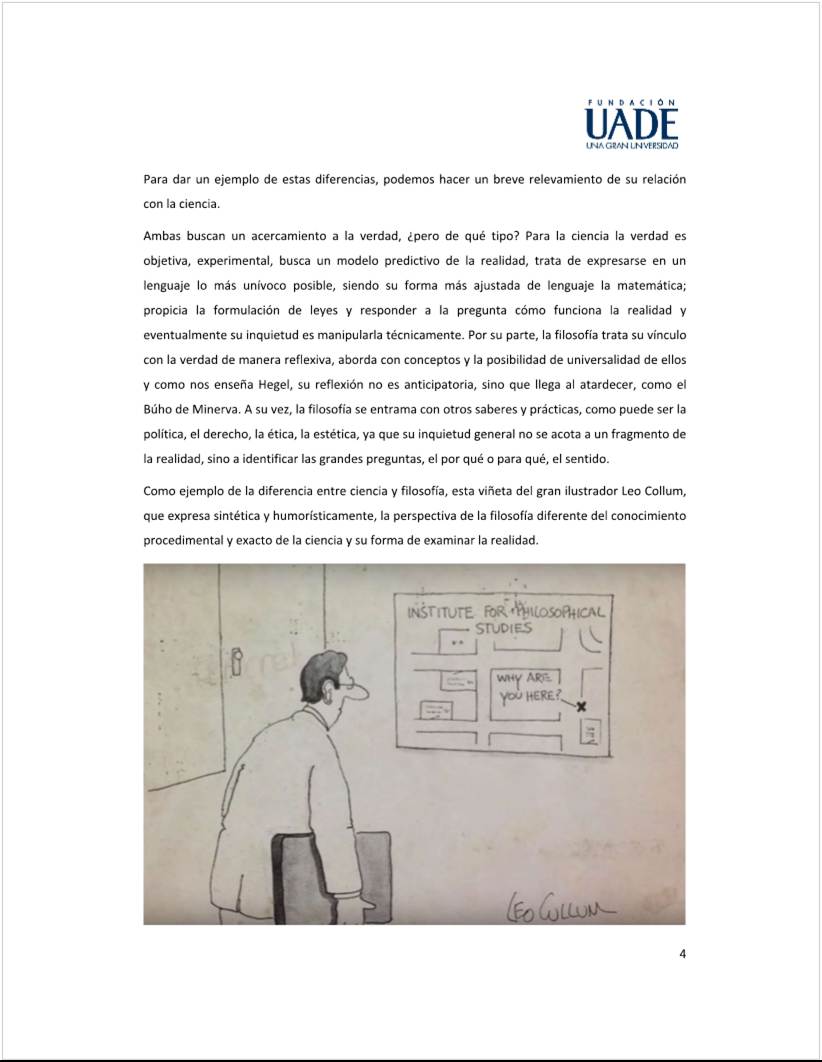 FUNDACIÓN
UADE
UNA GRAN UNIVERSIDAD
Para dar un ejemplo de estas diferencias, podemos hacer un breve relevamiento de su relación
con la ciencia.
Ambas buscan un acercamiento a la verdad, ¿pero de qué tipo? Para la ciencia la verdad es
objetiva, experimental, busca un modelo predictivo de la realidad, trata de expresarse en un
lenguaje lo más unívoco posible, siendo su forma más ajustada de lenguaje la matemática;
propicia la formulación de leyes y responder a la pregunta cómo funciona la realidad y
eventualmente su inquietud es manipularla técnicamente. Por su parte, la filosofía trata su vínculo
con la verdad de manera reflexiva, aborda con conceptos y la posibilidad de universalidad de ellos
y como nos enseña Hegel, su reflexión no es anticipatoria, sino que llega al atardecer, como el
Búho de Minerva. A su vez, la filosofía se entrama con otros saberes y prácticas, como puede ser la
política, el derecho, la ética, la estética, ya que su inquietud general no se acota a un fragmento de
la realidad, sino a identificar las grandes preguntas, el por qué o para qué, el sentido.
Como ejemplo de la diferencia entre ciencia y filosofía, esta viñeta del gran ilustrador Leo Collum,
que expresa sintética y humorísticamente, la perspectiva de la filosofía diferente del conocimiento
procedimental y exacto de la ciencia y su forma de examinar la realidad.
INSTITUTE FOR PHILOSOPHICAL
STUDIES
WHY ARE
YOU HERE?
LEO CULLUM
4